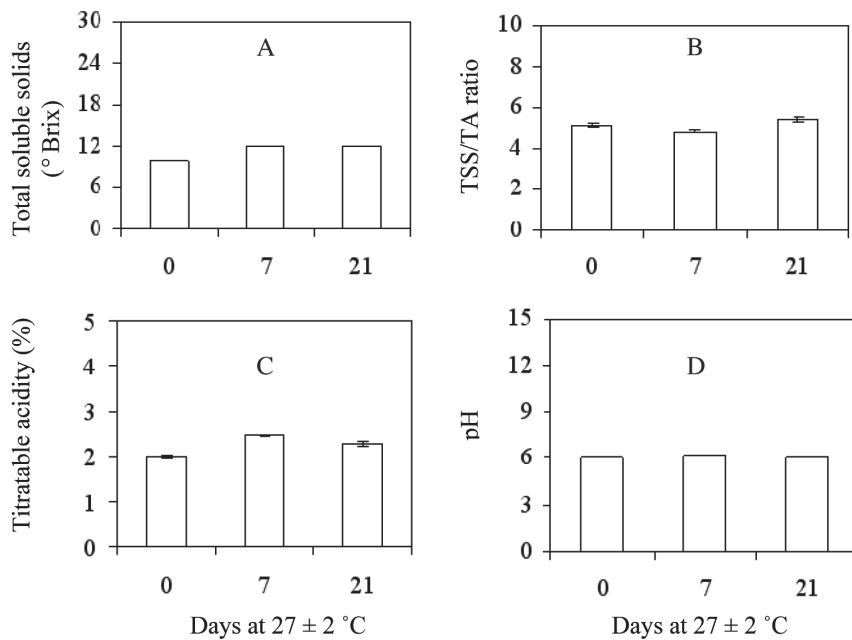 Total soluble solids
(° Brix)
30
24
18
12
6
0
A
0 7 21
TSS/TA ratio
10
8
6
4
2
0
B
0 7 21
Titratable acidity (%)
5
4
3
2
1
0
C
0 7 21
Days at 27 ± 2 ˚C
pH
15
12
9
6
3
0
D
0 7 21
Days at 27 ± 2 ˚C